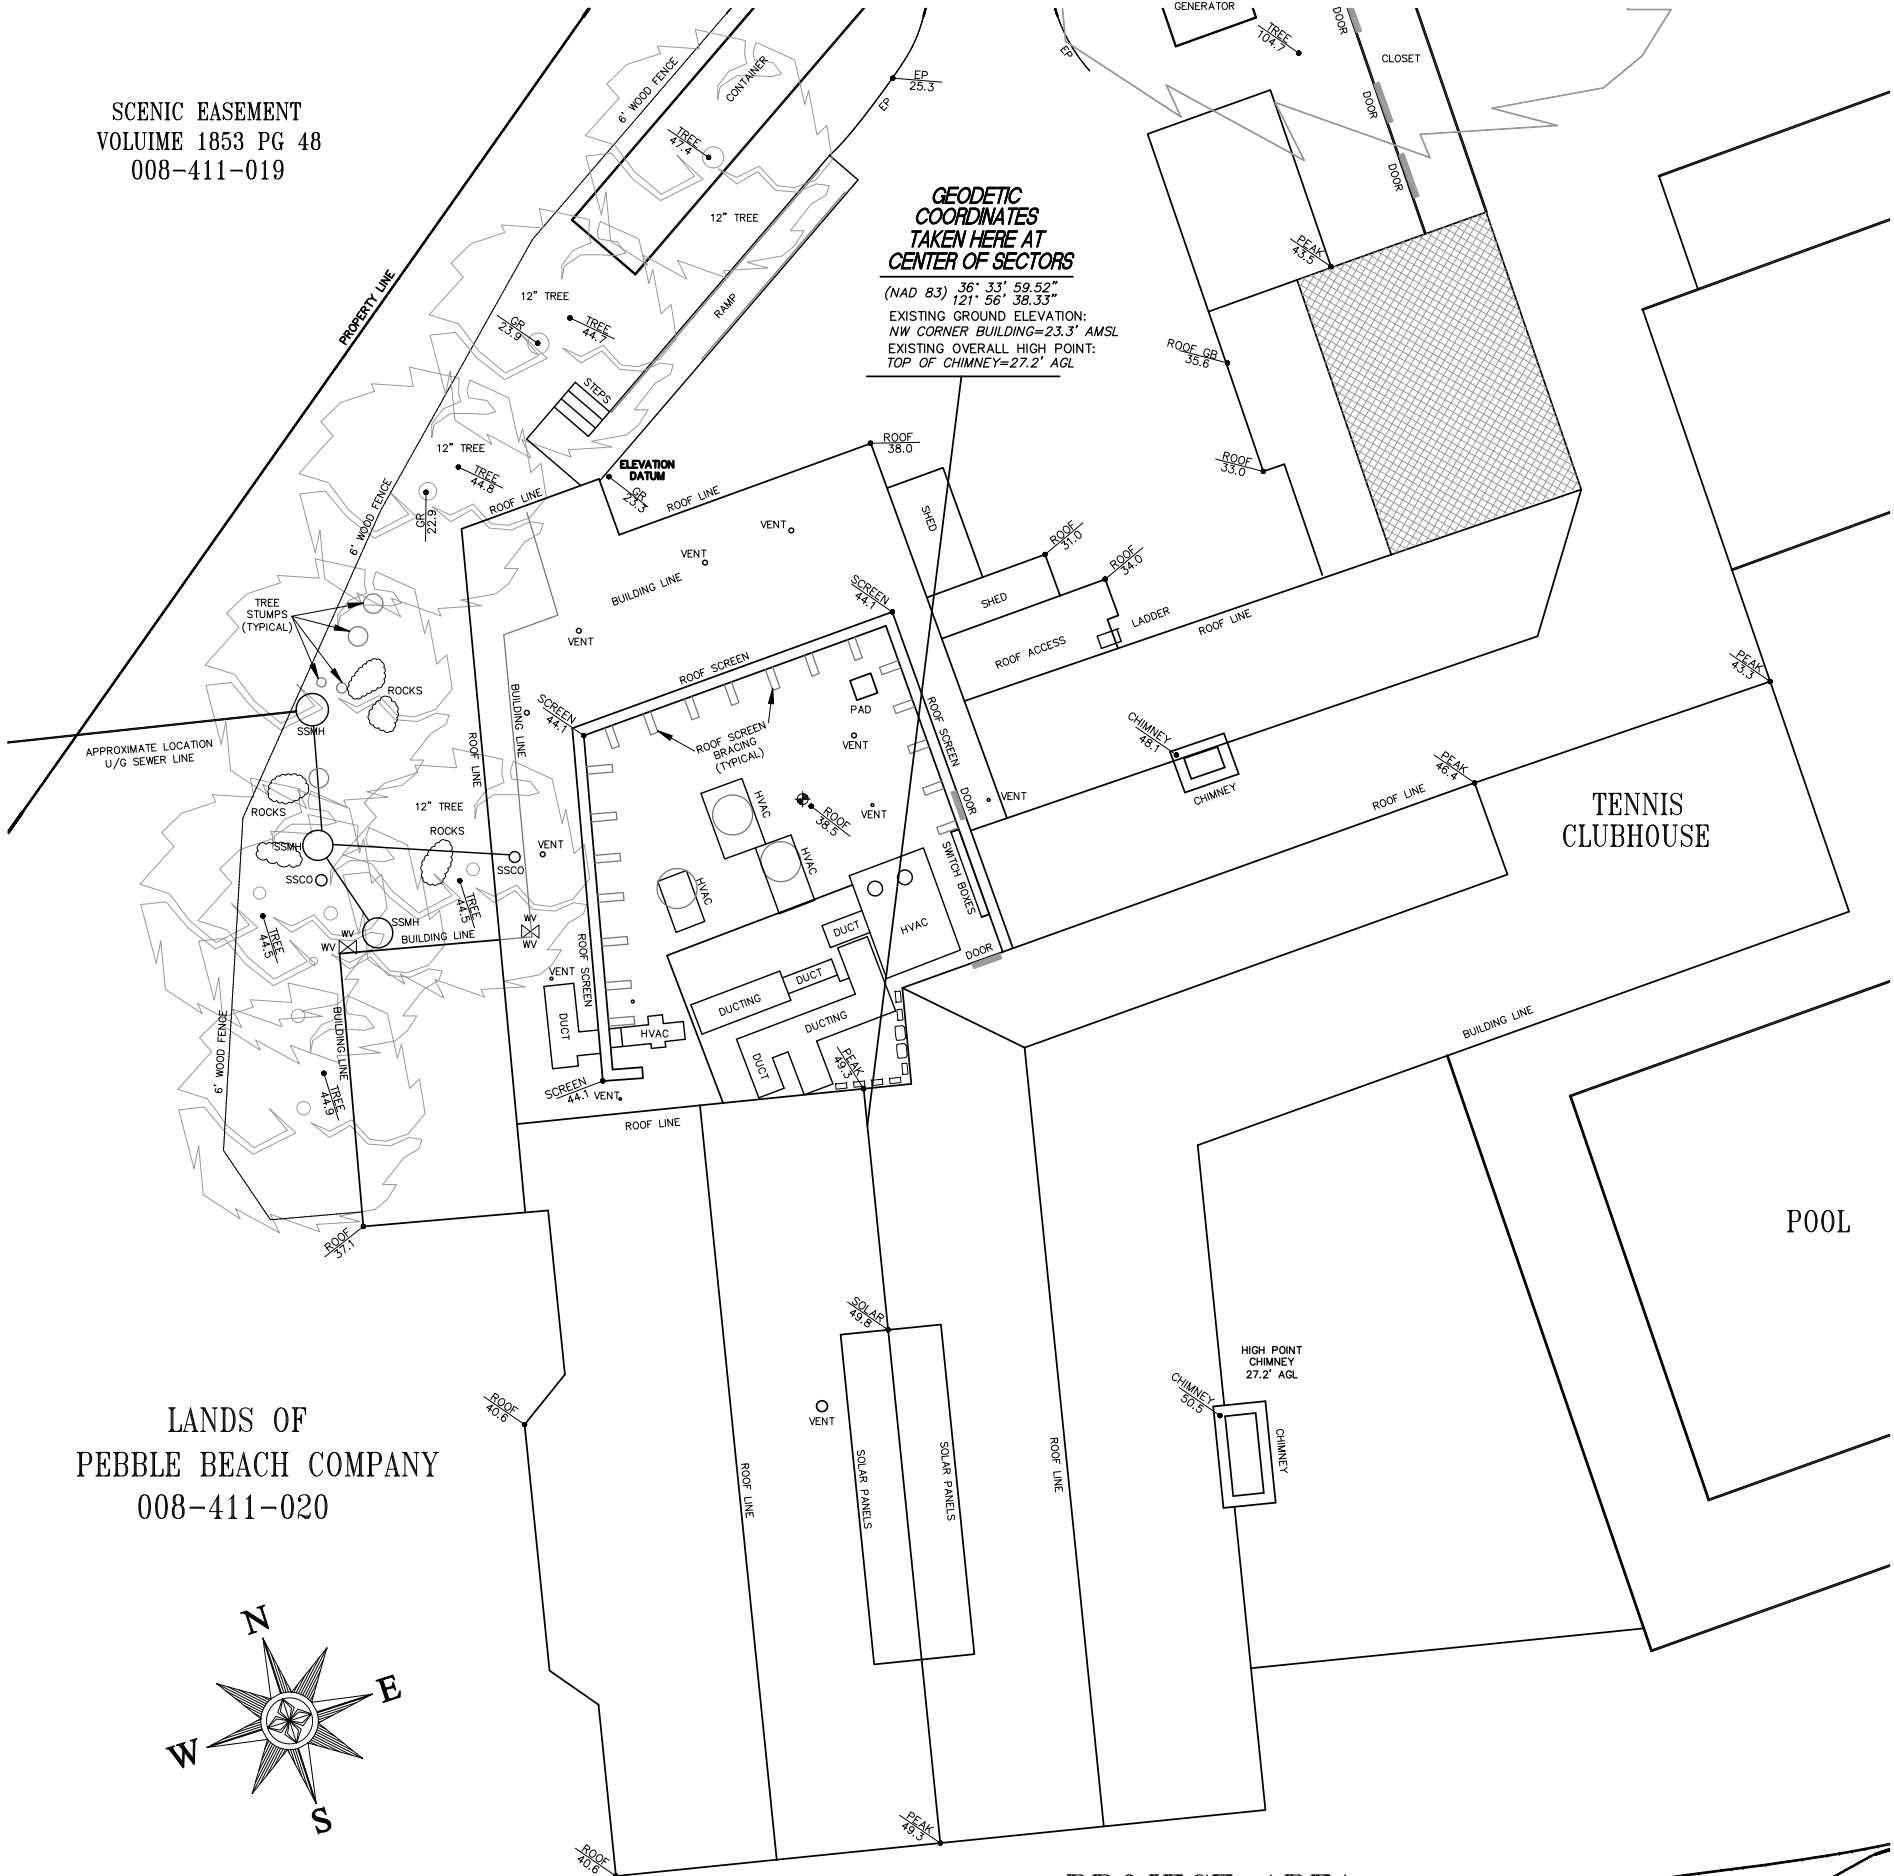 GENERATOR
TREE
104.7
DOOR
CLOSET
EP
EP
25.3
EP
DOOR
DOOR
CONTAINER
6' WOOD FENCE
TREE
47.4
SCENIC EASEMENT
VOLUIME 1853 PG 48
008-411-019
12" TREE
GEODETIC
COORDINATES
TAKEN HERE AT
CENTER OF SECTORS
(NAD 83) 36° 33' 59.52"
121° 56' 38.33"
EXISTING GROUND ELEVATION:
NW CORNER BUILDING=23.3' AMSL
EXISTING OVERALL HIGH POINT:
TOP OF CHIMNEY=27.2' AGL
PEAK
43.5
PROPERTY LINE
12" TREE
RAMP
GR
23.9
TREE
44.7
ROOF GB
35.6
STEPS
12" TREE
TREE
44.8
ELEVATION
DATUM
ROOF
38.0
ROOF
33.0
6' WOOD FENCE
GR
22.9
ROOF LINE
GR
23.3
ROOF LINE
SHED
VENT
VENT
ROOF
31.0
ROOF
34.0
BUILDING LINE
SCREEN
44.1
SHED
LADDER
ROOF LINE
TREE
STUMPS
(TYPICAL)
VENT
ROOF ACCESS
ROOF SCREEN
PEAK
43.3
ROCKS
BUILDING LINE
SCREEN
44.1
PAD
ROOF SCREEN
SSMH
ROOF SCREEN
BRACING
(TYPICAL)
VENT
CHIMNEY
48.1
APPROXIMATE LOCATION
U/G SEWER LINE
ROOF LINE
PEAK
46.4
CHIMNEY
ROOF LINE
ROCKS
12" TREE
HVAC
ROOF
38.5
VENT
DOOR
VENT
TENNIS
CLUBHOUSE
ROCKS
SSMH
VENT
HVAC
SWITCH BOXES
SSCO
SSCO
HVAC
TREE
44.5
TREE
44.5
SSMH
WV
WV
WV
WV
BUILDING LINE
DUCT
HVAC
DOOR
ROOF SCREEN
VENT
DUCT
DUCTING
DUCTING
DUCT
HVAC
BUILDING LINE
6' WOOD FENCE
BUILDING LINE
DUCT
PEAK
49.3
TREE
44.9
SCREEN
44.1
VENT
ROOF LINE
ROOF
37.1
POOL
SOLAR
49.8
HIGH POINT
CHIMNEY
27.2' AGL
LANDS OF
PEBBLE BEACH COMPANY
008-411-020
ROOF
40.6
VENT
CHIMNEY
50.5
CHIMNEY
ROOF LINE
SOLAR PANELS
SOLAR PANELS
ROOF LINE
N
E
W
S
PEAK
49.3
ROOF
40.6